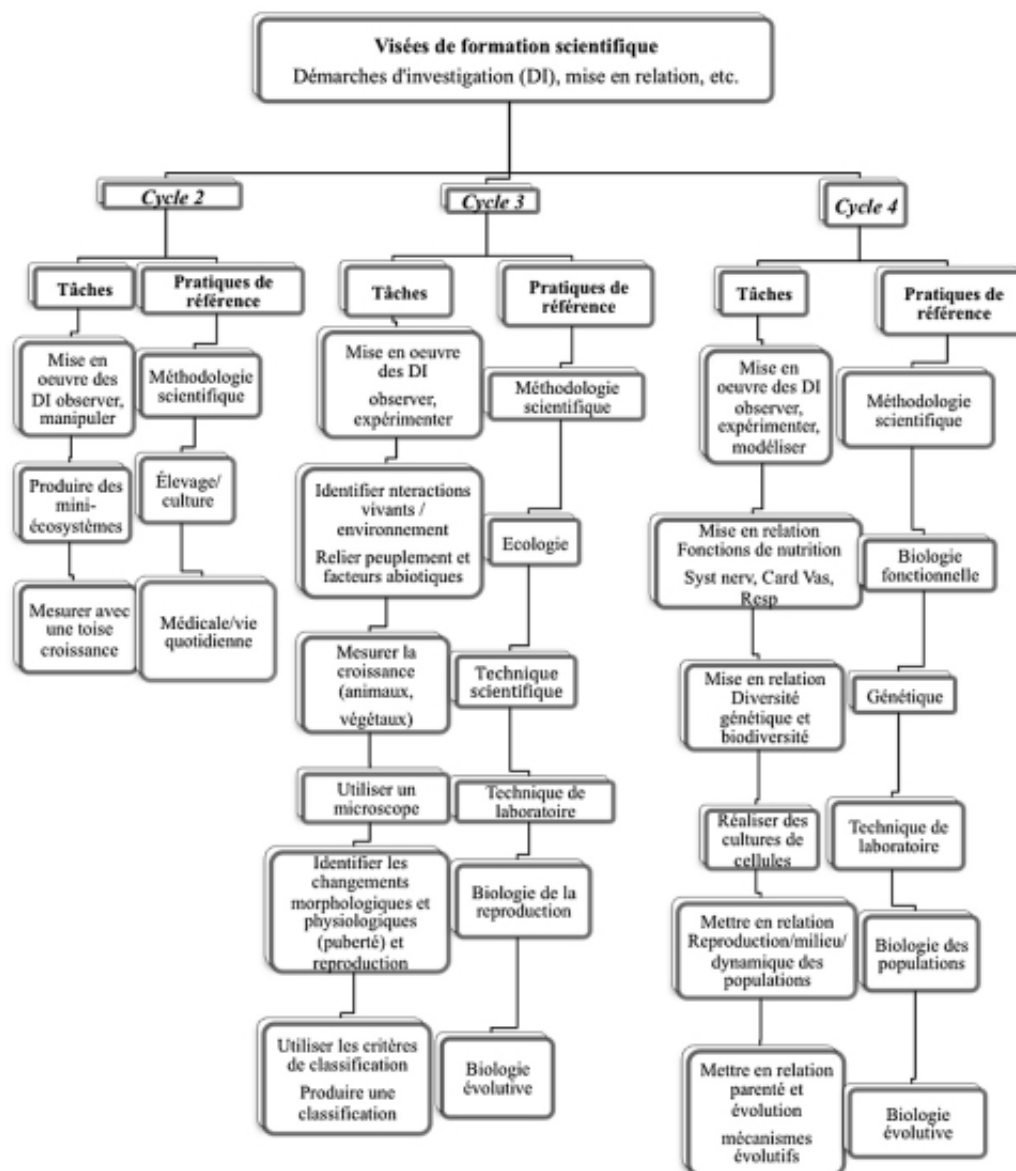 Visées de formation scientifique
Démarches d'investigation (DI), mise en relation, etc.
Cycle 2
Tâches
Mise en
oeuvre des
DI observer,
manipuler
Produire des
mini-
écosystèmes
Mesurer avec
une toise
croissance
Pratiques de
référence
Méthodologie
scientifique
Élevage/
culture
Médicale/vie
quotidienne
Cycle 3
Tâches
Mise en oeuvre
des DI
observer,
expérimenter
Identifier nteractions
vivants /
environnement
Relier peuplement et
facteurs abiotiques
Mesurer la
croissance
(animaux,
végétaux)
Utiliser un
microscope
Identifier les
changements
morphologiques et
physiologiques
(puberté) et
reproduction
Utiliser les critères
de classification
Produire une
classification
Pratiques de
référence
Méthodologie
scientifique
Ecologie
Technique
scientifique
Technique de
laboratoire
Biologie de la
reproduction
Biologie
évolutive
Cycle 4
Tâches
Mise en
oeuvre des DI
observer,
expérimenter,
modéliser
Mise en relation
Fonctions de nutrition
Syst nerv, Card Vas,
Resp
Mise en relation
Diversité
génétique et
biodiversité
Réaliser des
cultures de
cellules
Mettre en relation
Reproduction/milieu/
dynamique des
populations
Mettre en relation
parenté et
évolution
mécanismes
évolutifs
Pratiques de
référence
Méthodologie
scientifique
Biologie
fonctionnelle
Génétique
Technique de
laboratoire
Biologie des
populations
Biologie
évolutive